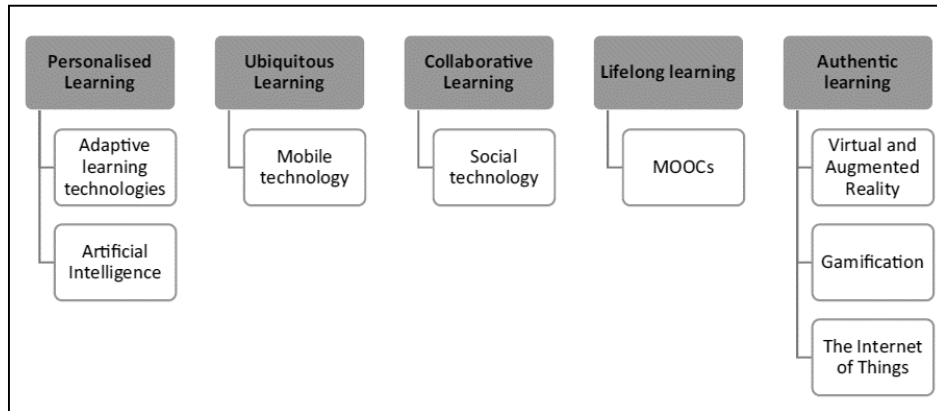 Personalised
Learning
Adaptive
learning
technologies
Artificial
Intelligence
Ubiquitous
Learning
Mobile
technology
Collaborative
Learning
Social
technology
Lifelong learning
MOOCs
Authentic
learning
Virtual and
Augmented
Reality
Gamification
The Internet
of Things